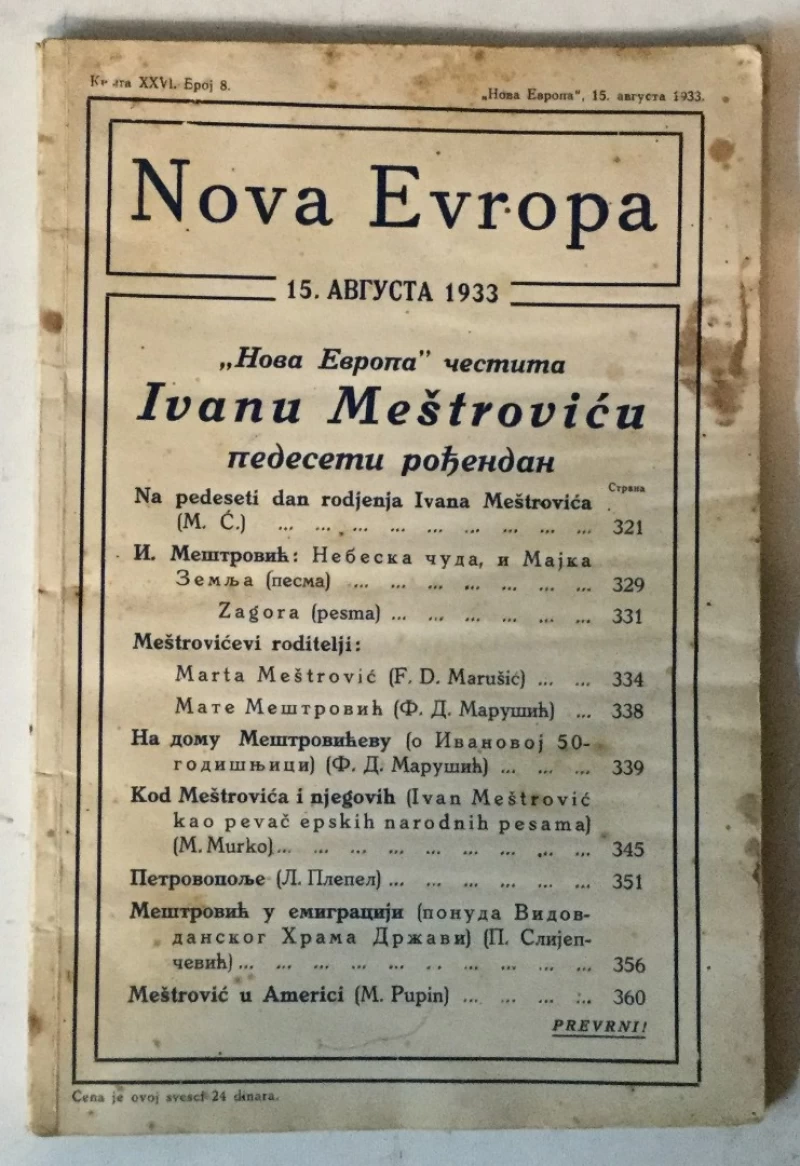 Књига XXVI. Број 8.
„Нова Европа“, 15. августа 1933.
Nova Evropa
15. АВГУСТА 1933
„Нова Европа” честита
Ivanu Meštroviću
педесети рођендан
Страна
Na pedeseti dan rodjenja Ivana Meštrovića
(M. Ć.) ... ... ... ... ... ... ... ... ... 321
И. Мештровић: Небеска чуда, и Мајка
Земља (песма) ... ... ... ... ... ... ... 329
Zagora (pesma) ... ... ... ... ... ... 331
Meštrovićevi roditelji:
Marta Meštrović (F. D. Marušić) ... ... 334
Мате Мештровић (Ф. Д. Марушић) ... 338
На дому Мештровићеву (о Ивановој 50-
годишњици) (Ф. Д. Марушић) ... ... ... 339
Kod Meštrovića i njegovih (Ivan Meštrović
kao pevač epskih narodnih pesama)
(M. Murko) ... ... ... ... ... ... ... ... ... 345
Петровопоље (Л. Плепел) ... ... ... ... ... ... 351
Мештровић у емиграцији (понуда Видов-
данског Храма Држави) (П. Слијеп-
чевић) ... ... ... ... ... ... ... ... ... ... 356
Meštrović u Americi (M. Pupin) ... ... ... ... 360
PREVRNI!
Cena je ovoj svesci 24 dinara.